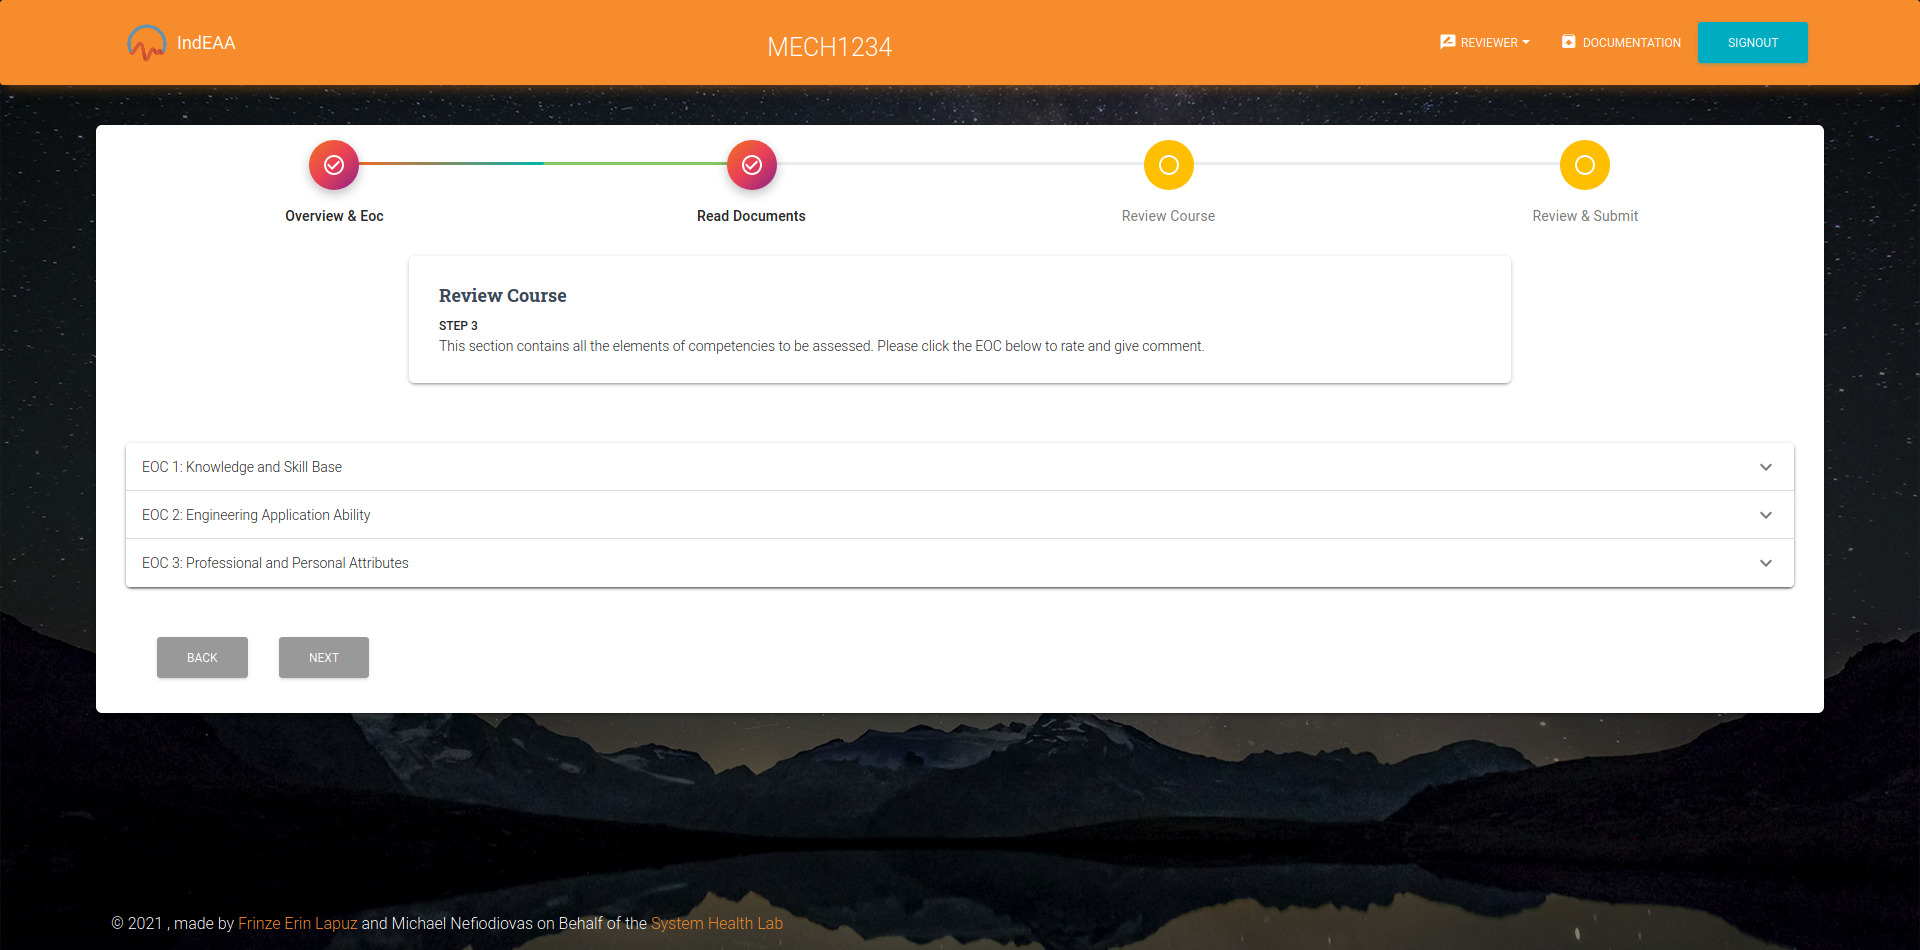 IndEAA
MECH1234
REVIEWER
DOCUMENTATION
SIGNOUT
Overview & Eoc
Read Documents
Review Course
Review & Submit
Review Course
STEP 3
This section contains all the elements of competencies to be assessed. Please click the EOC below to rate and give comment.
EOC 1: Knowledge and Skill Base
EOC 2: Engineering Application Ability
EOC 3: Professional and Personal Attributes
BACK
NEXT
© 2021 , made by Frinze Erin Lapuz and Michael Nefiodiovas on Behalf of the System Health Lab